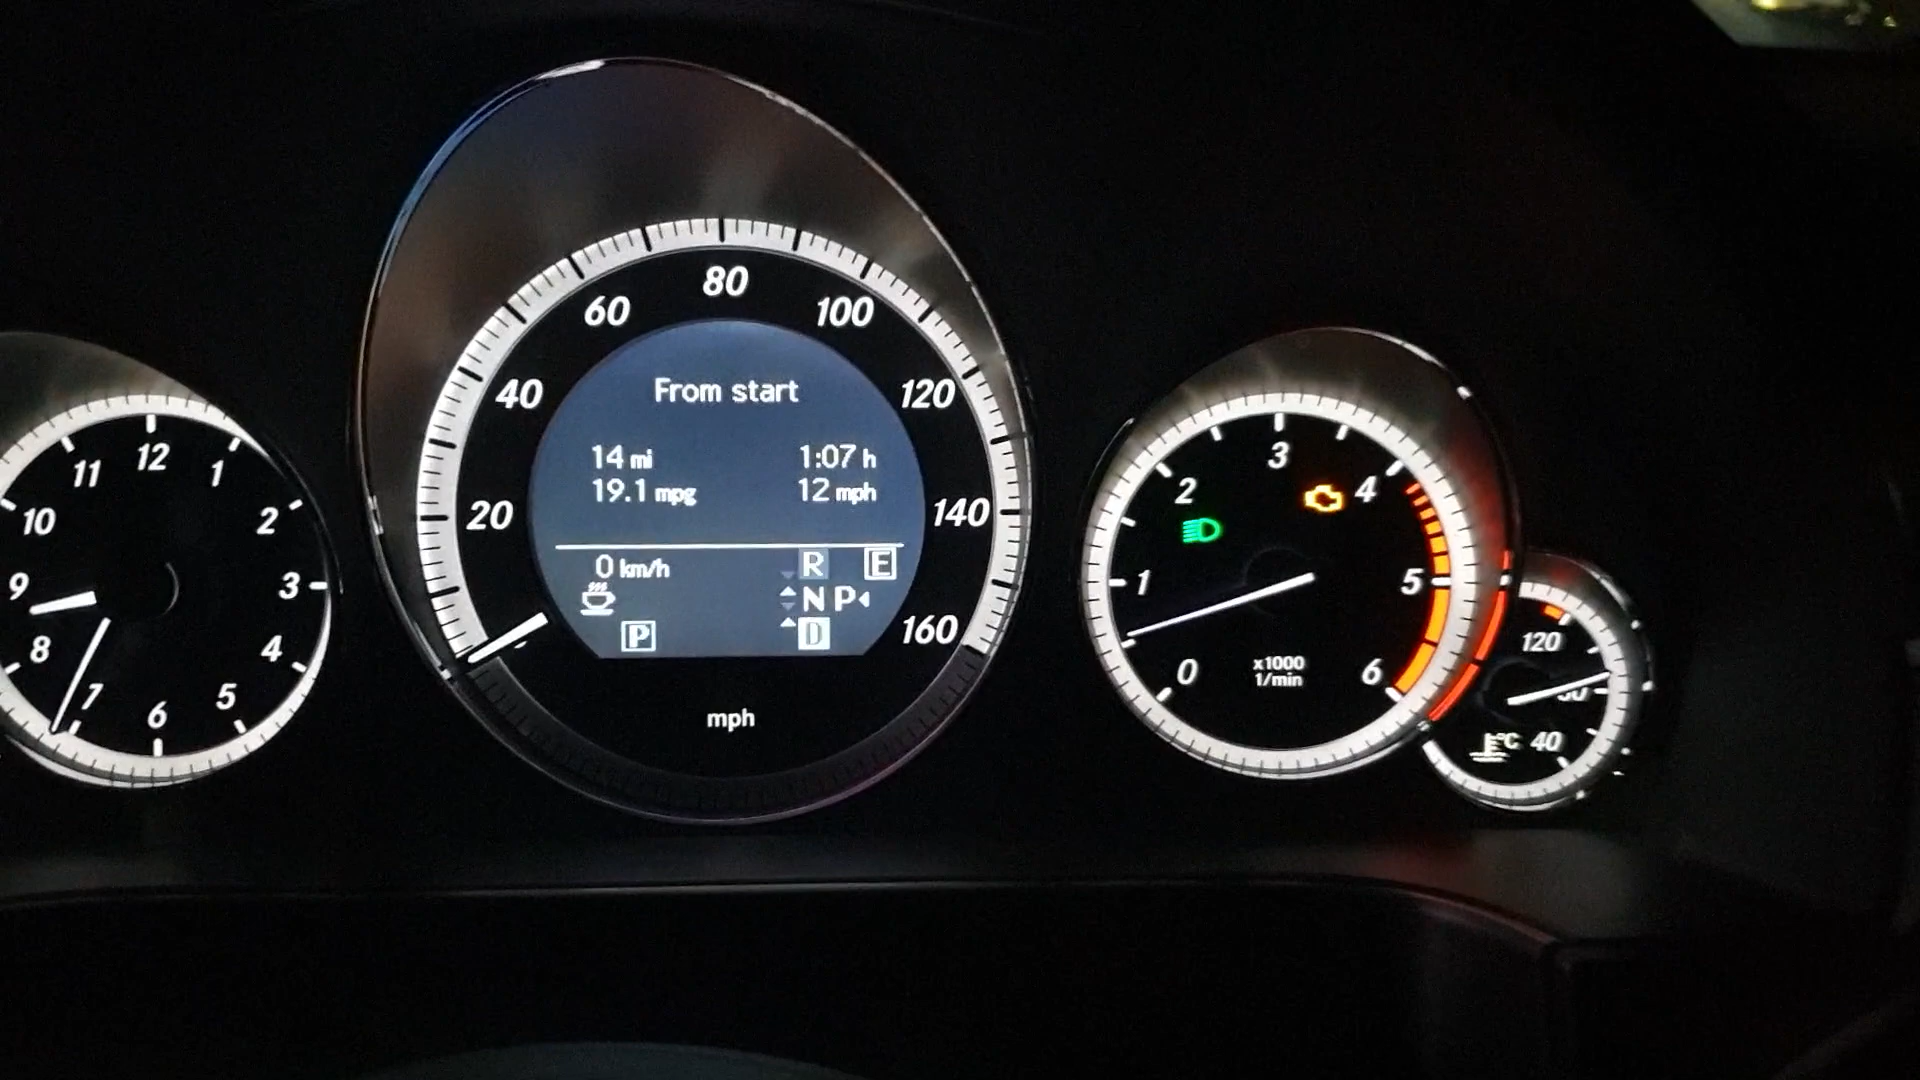 12
11
1
10
2
9
3
8
4
7
5
6
80
60
100
40
120
20
140
160
From start
14 mi 1:07 h
19.1 mpg 12 mph
0 km/h R E
N P
P D
mph
3
2
4
1
5
0
6
x1000
1/min
120
°C 40